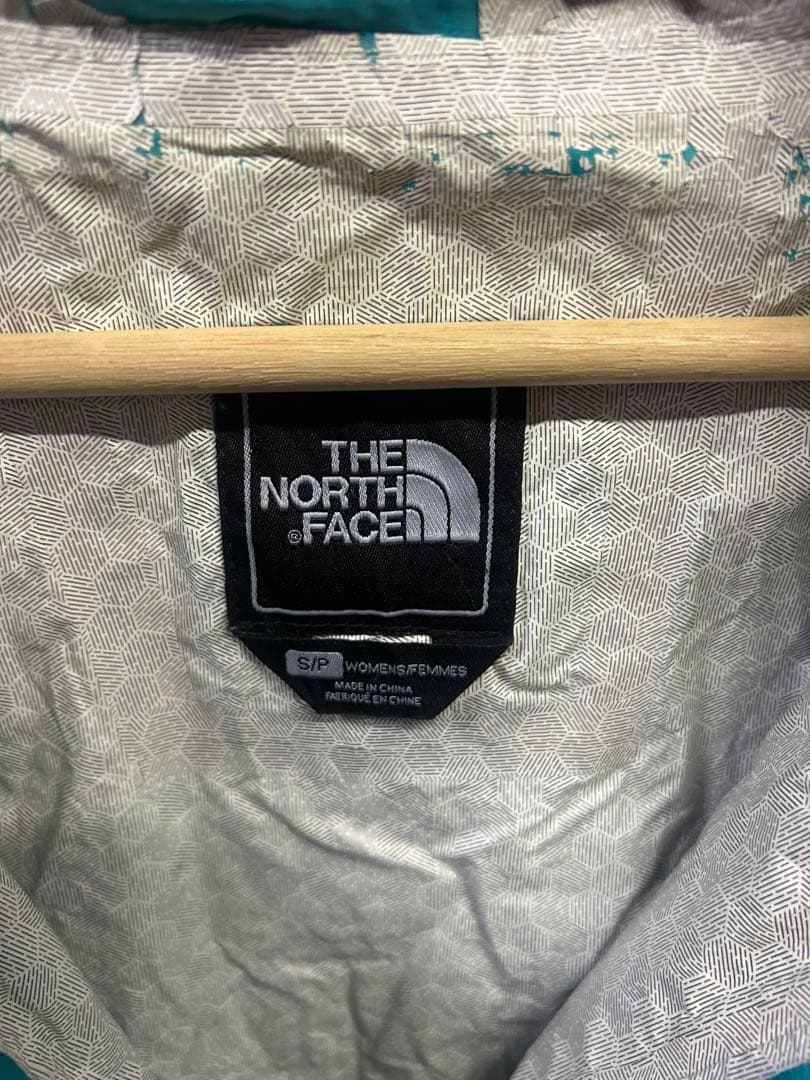 THE
NORTH
® FACE
S/P WOMENS/FEMMES
MADE IN CHINA
FABRIQUÉ EN CHINE